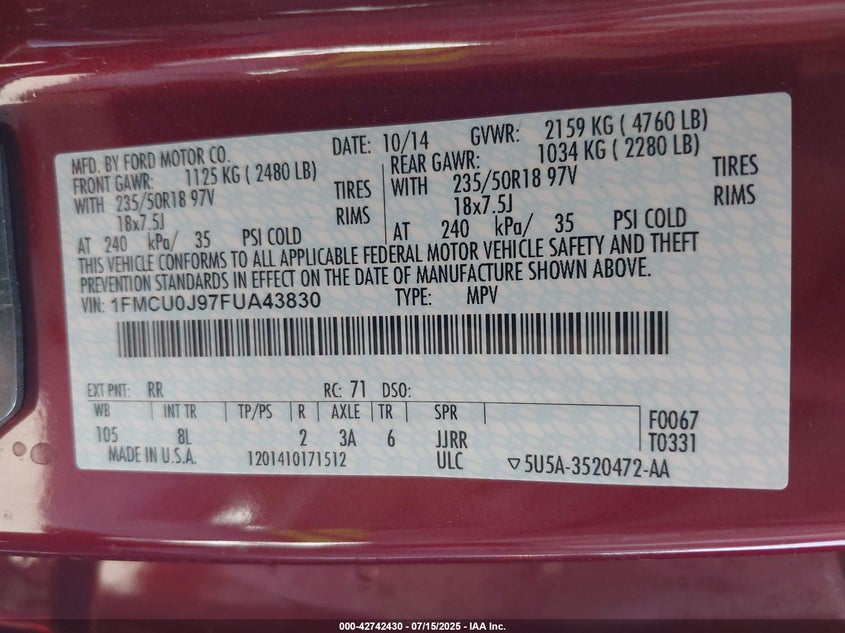 MFD. BY FORD MOTOR CO. DATE: 10/14 GVWR: 2159 KG ( 4760 LB)
FRONT GAWR: 1125 KG ( 2480 LB) REAR GAWR: 1034 KG ( 2280 LB)
WITH 235/50R18 97V TIRES WITH 235/50R18 97V TIRES
18x7.5J RIMS 18x7.5J RIMS
AT 240 kPa/ 35 PSI COLD AT 240 kPa/ 35 PSI COLD
THIS VEHICLE CONFORMS TO ALL APPLICABLE FEDERAL MOTOR VEHICLE SAFETY AND THEFT
PREVENTION STANDARDS IN EFFECT ON THE DATE OF MANUFACTURE SHOWN ABOVE.
VIN: 1FMCU0J97FUA43830 TYPE: MPV
EXT PNT: RR RC: 71 DSO:
WB INT TR TP/PS R AXLE TR SPR F0067
105 8L 2 3A 6 JJRR T0331
MADE IN U.S.A. 1201410171512 ULC ▽5U5A-3520472-AA
000-42742430 - 07/15/2025 - IAA Inc.